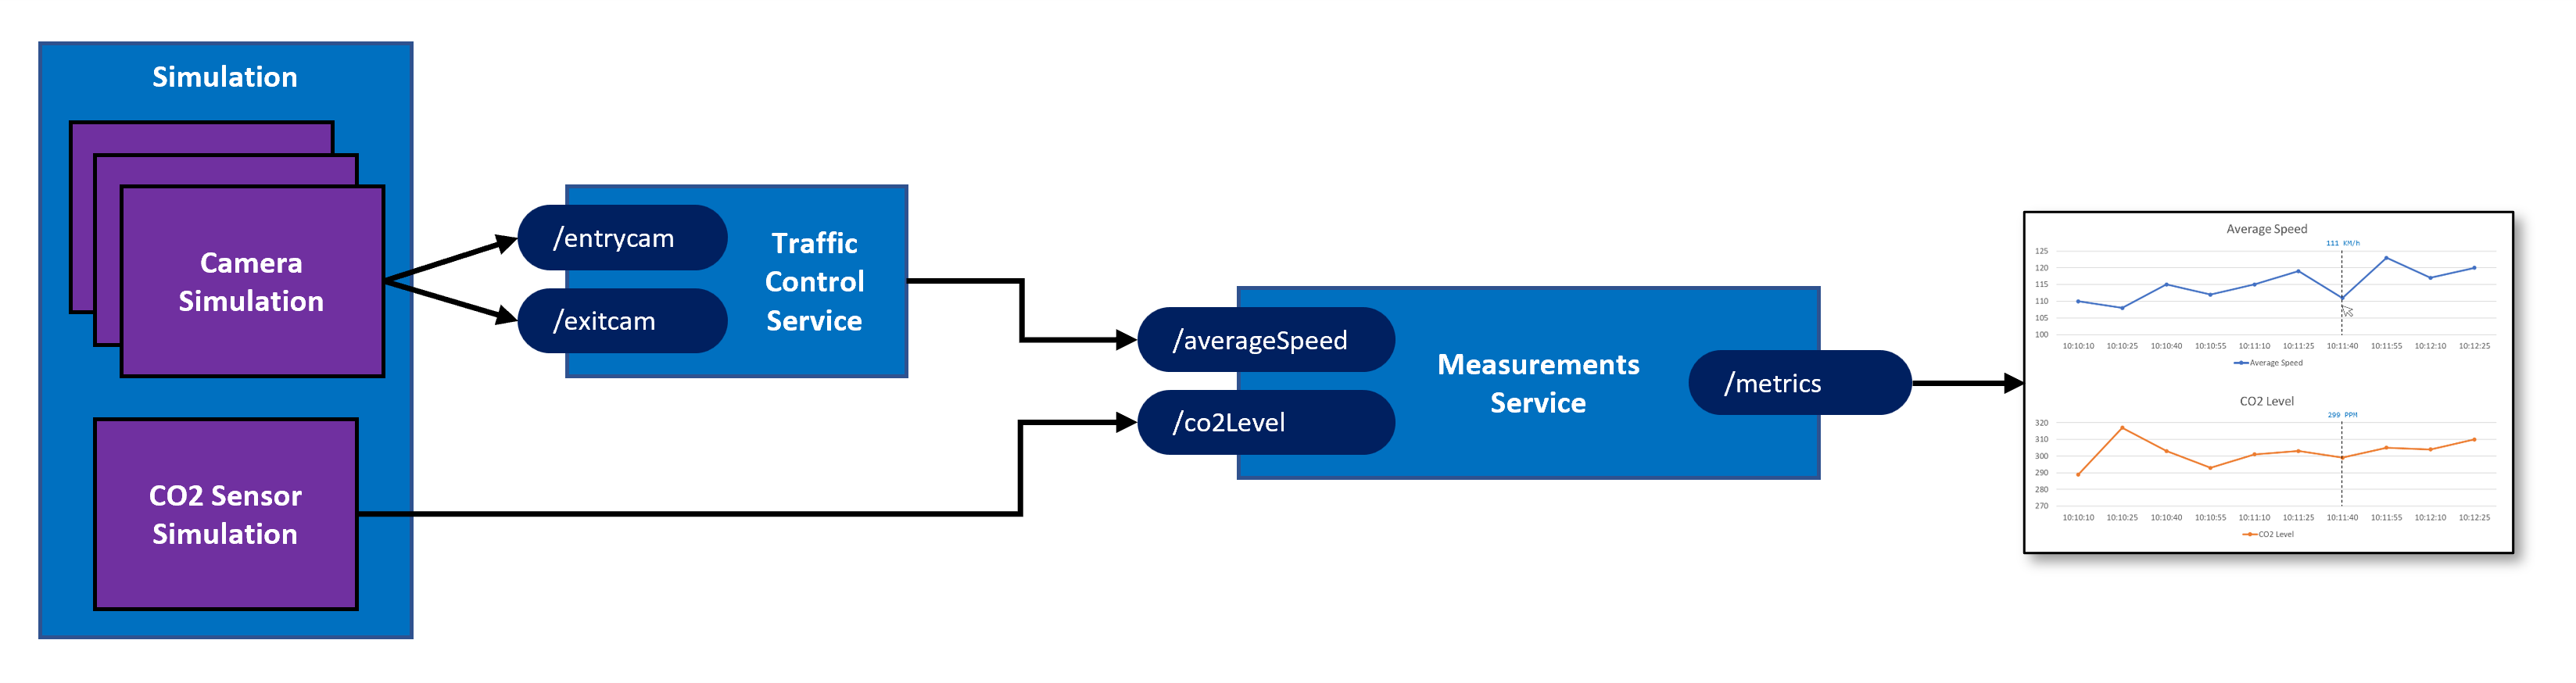 Simulation
Camera
Simulation
CO2 Sensor
Simulation
/entrycam
/exitcam
Traffic
Control
Service
/averageSpeed
/co2Level
Measurements
Service
/metrics
Average Speed
111 KM/h
125
120
115
110
105
100
10:10:10 10:10:25 10:10:40 10:10:55 10:11:10 10:11:25 10:11:40 10:11:55 10:12:10 10:12:25
Average Speed
CO2 Level
299 PPM
320
310
300
290
280
270
10:10:10 10:10:25 10:10:40 10:10:55 10:11:10 10:11:25 10:11:40 10:11:55 10:12:10 10:12:25
CO2 Level